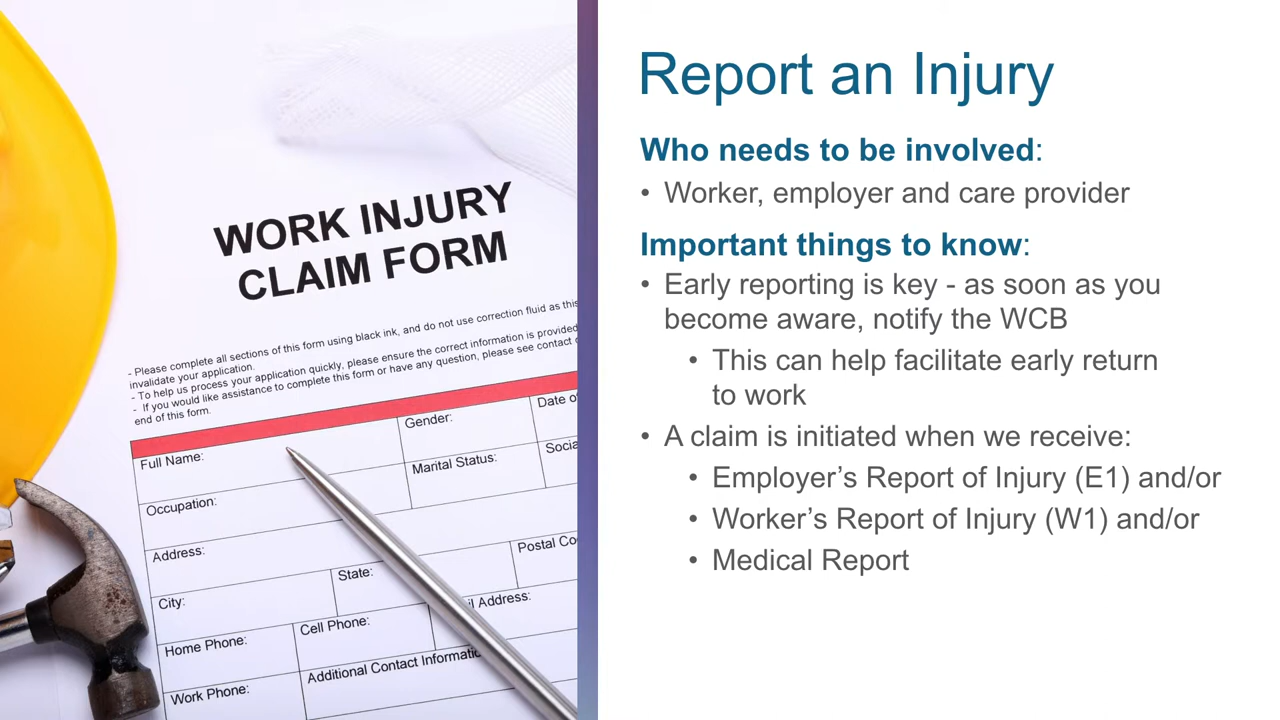 WORK INJURY
CLAIM FORM
- Please complete all sections of this form using black ink, and do not use correction fluid as this
invalidate your application.
- To help us process your application quickly, please ensure the correct information is provided
- If you would like assistance to complete this form or have any question, please see contact
end of this form.
Full Name:
Gender:
Date of
Occupation:
Marital Status:
Address:
City:
State:
Postal
Home Phone:
Cell Phone:
Address:
Work Phone:
Additional Contact
Report an Injury
Who needs to be involved:
• Worker, employer and care provider
Important things to know:
• Early reporting is key - as soon as you
become aware, notify the WCB
• This can help facilitate early return
to work
• A claim is initiated when we receive:
• Employer’s Report of Injury (E1) and/or
• Worker’s Report of Injury (W1) and/or
• Medical Report